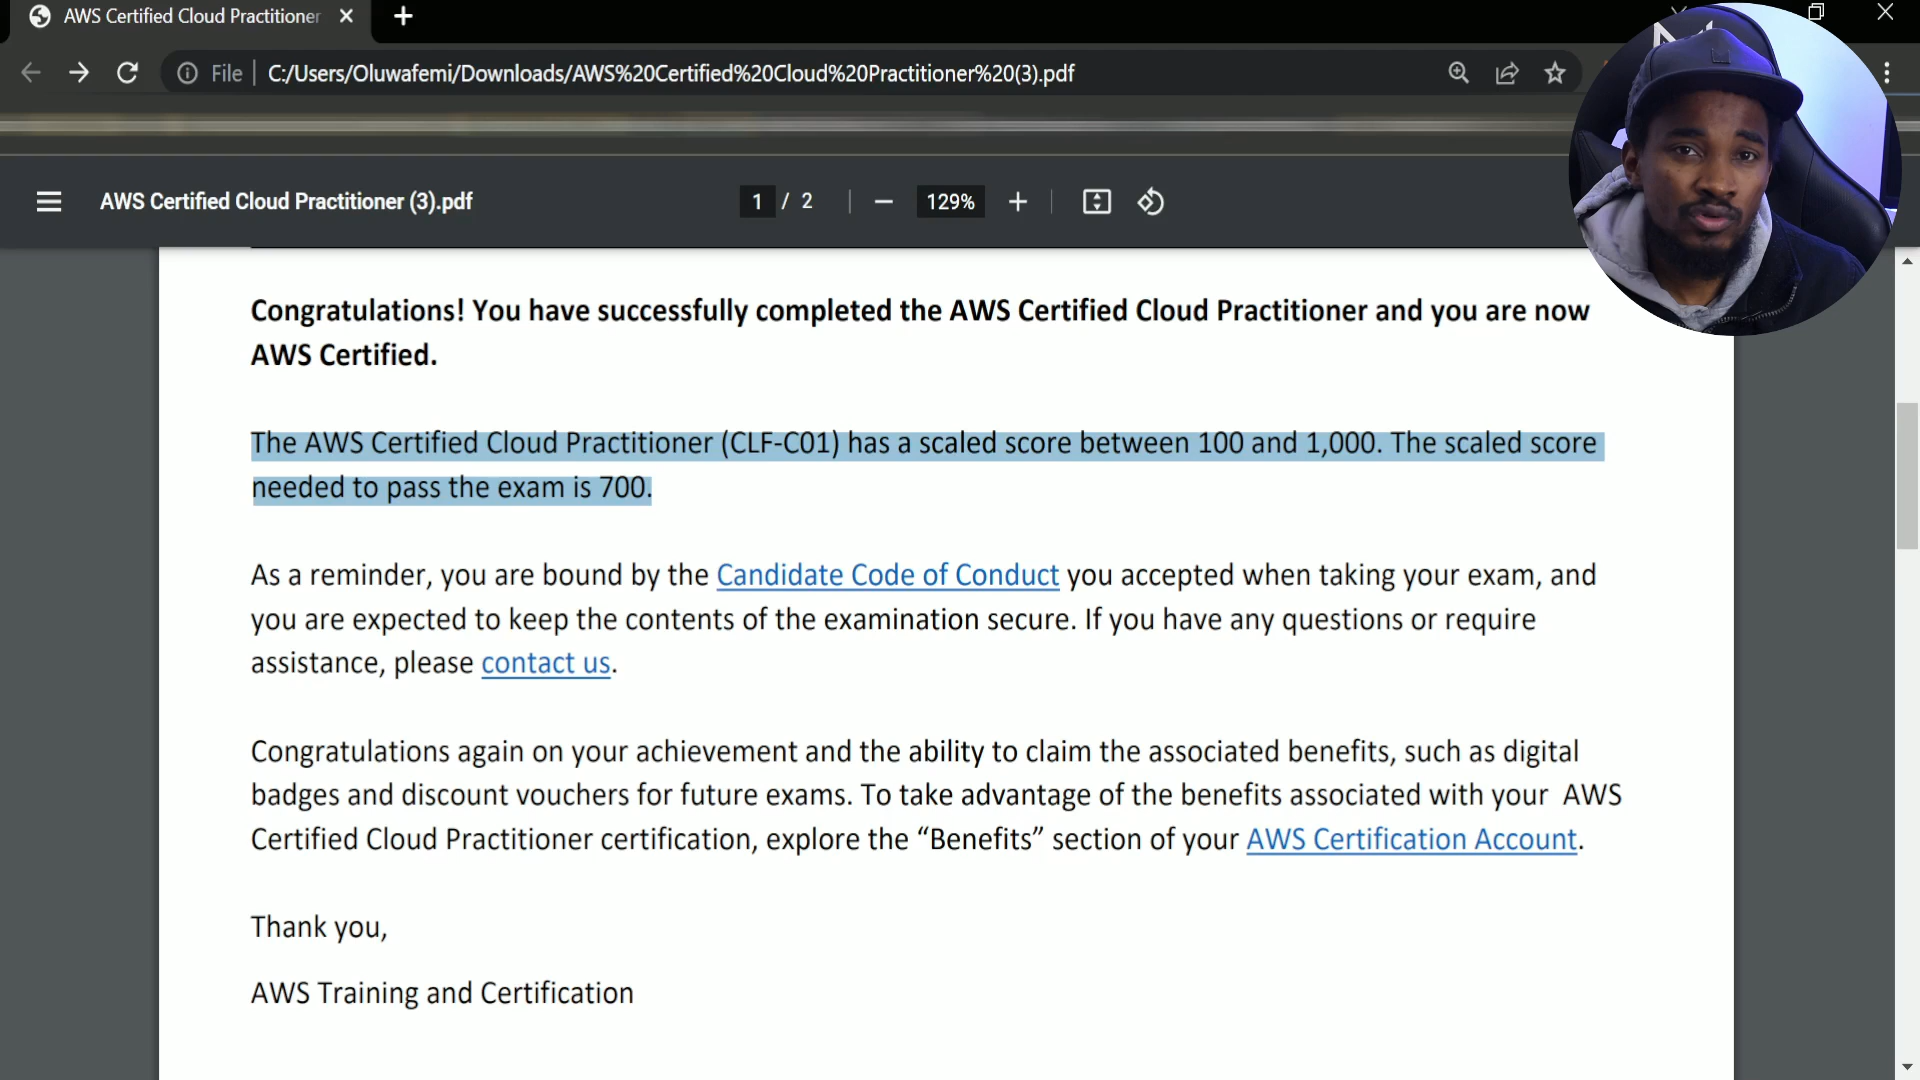 AWS Certified Cloud Practitioner
File
C:/Users/Oluwafemi/Downloads/AWS%20Certified%20Cloud%20Practitioner%20(3).pdf
AWS Certified Cloud Practitioner (3).pdf
1 / 2
129%
Congratulations! You have successfully completed the AWS Certified Cloud Practitioner and you are now
AWS Certified.
The AWS Certified Cloud Practitioner (CLF-C01) has a scaled score between 100 and 1,000. The scaled score
needed to pass the exam is 700.
As a reminder, you are bound by the Candidate Code of Conduct you accepted when taking your exam, and
you are expected to keep the contents of the examination secure. If you have any questions or require
assistance, please contact us.
Congratulations again on your achievement and the ability to claim the associated benefits, such as digital
badges and discount vouchers for future exams. To take advantage of the benefits associated with your AWS
Certified Cloud Practitioner certification, explore the “Benefits” section of your AWS Certification Account.
Thank you,
AWS Training and Certification